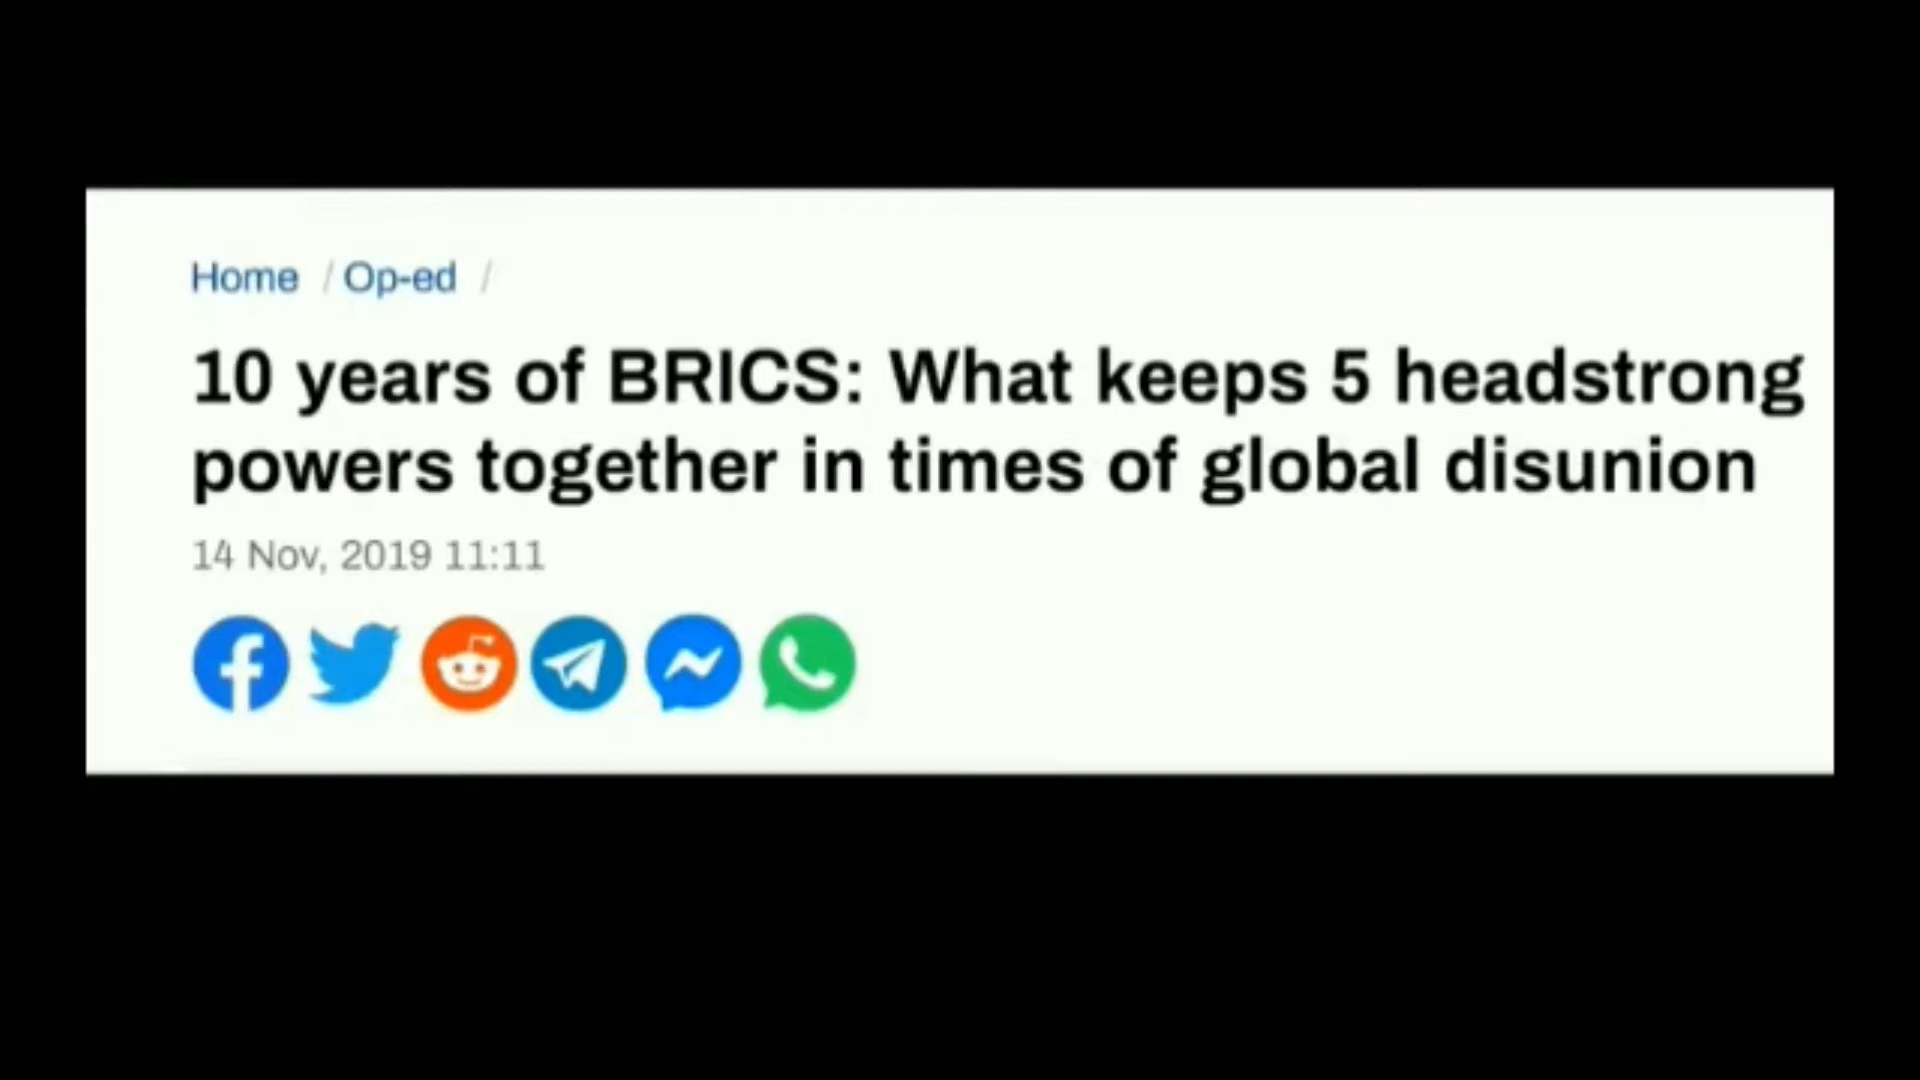 Home / Op-ed /
10 years of BRICS: What keeps 5 headstrong
powers together in times of global disunion
14 Nov, 2019 11:11